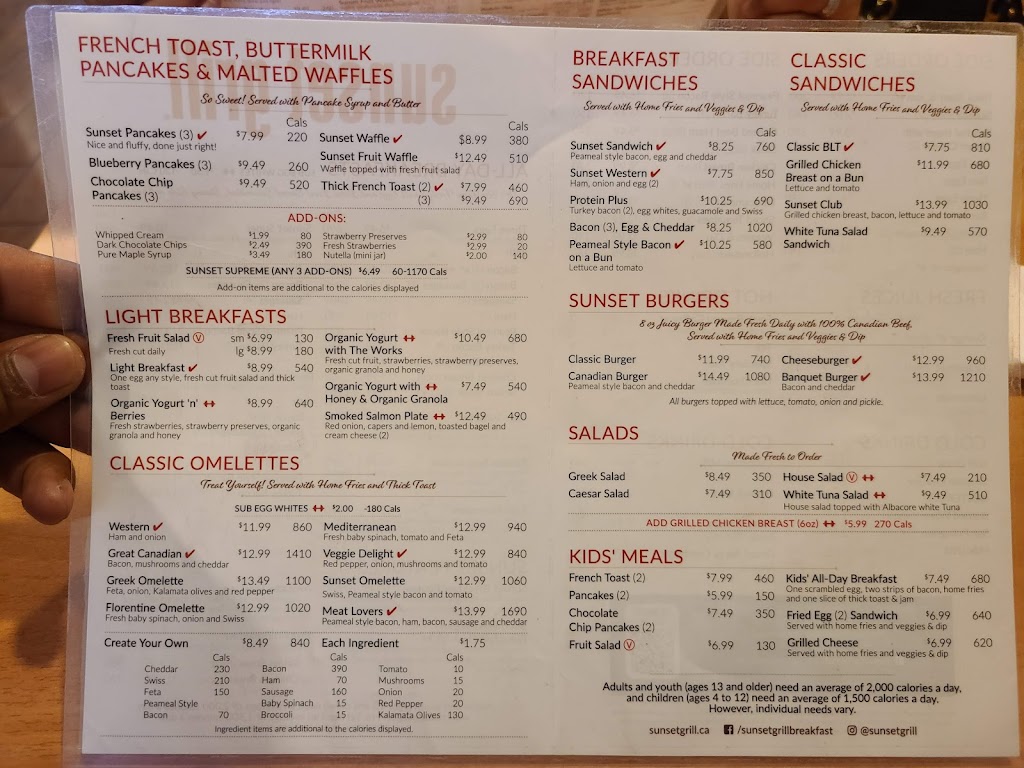 FRENCH TOAST, BUTTERMILK
PANCAKES & MALTED WAFFLES
So Sweet! Served with Pancake Syrup and Butter
Cals
Sunset Pancakes (3) ✔ $7.99 220
Nice and fluffy, done just right!
Blueberry Pancakes (3) $9.49 260
Chocolate Chip $9.49 520
Pancakes (3)
Cals
Sunset Waffle ✔ $8.99 380
Sunset Fruit Waffle $12.49 510
Waffle topped with fresh fruit salad
Thick French Toast (2) ✔ $7.99 460
(3) $9.49 690
ADD-ONS:
Whipped Cream $1.99 80
Dark Chocolate Chips $2.49 390
Pure Maple Syrup $3.49 180
Strawberry Preserves $2.99 80
Fresh Strawberries $2.99 20
Nutella (mini jar) $2.00 140
SUNSET SUPREME (ANY 3 ADD-ONS) $6.49 60-1170 Cals
Add-on items are additional to the calories displayed
LIGHT BREAKFASTS
Fresh Fruit Salad Ⓥ sm $6.99 130
Fresh cut daily lg $8.99 180
Light Breakfast ✔ $8.99 540
One egg any style, fresh cut fruit salad and thick
toast
Organic Yogurt 'n' ↔ $8.99 640
Berries
Fresh strawberries, strawberry preserves, organic
granola and honey
Organic Yogurt ↔ $10.49 680
with The Works
Fresh cut fruit, strawberries, strawberry preserves,
organic granola and honey
Organic Yogurt with ↔ $7.49 540
Honey & Organic Granola
Smoked Salmon Plate ↔ $12.49 490
Red onion, capers and lemon, toasted bagel and
cream cheese (2)
CLASSIC OMELETTES
Treat Yourself! Served with Home Fries and Thick Toast
SUB EGG WHITES ↔ $2.00 -180 Cals
Western ✔ $11.99 860
Ham and onion
Great Canadian ✔ $12.99 1410
Bacon, mushrooms and cheddar
Greek Omelette $13.49 1100
Feta, onion, Kalamata olives and red pepper
Florentine Omelette $12.99 1020
Fresh baby spinach, onion and Swiss
Mediterranean $12.99 940
Fresh baby spinach, tomato and Feta
Veggie Delight ✔ $12.99 840
Red pepper, onion, mushrooms and tomato
Sunset Omelette $12.99 1060
Swiss, Peameal style bacon and tomato
Meat Lovers ✔ $13.99 1690
Peameal style bacon, ham, bacon, sausage and cheddar
Create Your Own $8.49 840 Each Ingredient $1.75
Cals Cals Cals
Cheddar 230 Bacon 390 Tomato 10
Swiss 210 Ham 70 Mushrooms 15
Feta 150 Sausage 160 Onion 20
Peameal Style Baby Spinach 15 Red Pepper 20
Bacon 70 Broccoli 15 Kalamata Olives 130
Ingredient items are additional to the calories displayed.
BREAKFAST
SANDWICHES
Served with Home Fries and Veggies & Dip
Cals
Sunset Sandwich ✔ $8.25 760
Peameal style bacon, egg and cheddar
Sunset Western ✔ $7.75 850
Ham, onion and egg (2)
Protein Plus $10.25 690
Turkey bacon (2), egg whites, guacamole and Swiss
Bacon (3), Egg & Cheddar $8.25 1020
Peameal Style Bacon ✔ $10.25 580
on a Bun
Lettuce and tomato
CLASSIC
SANDWICHES
Served with Home Fries and Veggies & Dip
Cals
Classic BLT ✔ $7.75 810
Grilled Chicken $11.99 680
Breast on a Bun
Lettuce and tomato
Sunset Club $13.99 1030
Grilled chicken breast, bacon, lettuce and tomato
White Tuna Salad $9.49 570
Sandwich
SUNSET BURGERS
8 oz Juicy Burger Made Fresh Daily with 100% Canadian Beef,
Served with Home Fries and Veggies & Dip
Classic Burger $11.99 740
Canadian Burger $14.49 1080
Peameal style bacon and cheddar
Cheeseburger ✔ $12.99 960
Banquet Burger ✔ $13.99 1210
Bacon and cheddar
All burgers topped with lettuce, tomato, onion and pickle.
SALADS
Made Fresh to Order
Greek Salad $8.49 350
Caesar Salad $7.49 310
House Salad Ⓥ ↔ $7.49 210
White Tuna Salad ↔ $9.49 510
House salad topped with Albacore white Tuna
ADD GRILLED CHICKEN BREAST (6oz) ↔ $5.99 270 Cals
KIDS' MEALS
French Toast (2) $7.99 460
Pancakes (2) $5.99 150
Chocolate $7.49 350
Chip Pancakes (2)
Fruit Salad Ⓥ $6.99 130
Kids' All-Day Breakfast $7.49 680
One scrambled egg, two strips of bacon, home fries
and one slice of thick toast & jam
Fried Egg (2) Sandwich $6.99 640
Served with home fries and veggies & dip
Grilled Cheese $6.99 620
Served with home fries and veggies & dip
Adults and youth (ages 13 and older) need an average of 2,000 calories a day,
and children (ages 4 to 12) need an average of 1,500 calories a day.
However, individual needs vary.
sunsetgrill.ca /sunsetgrillbreakfast @sunsetgrill